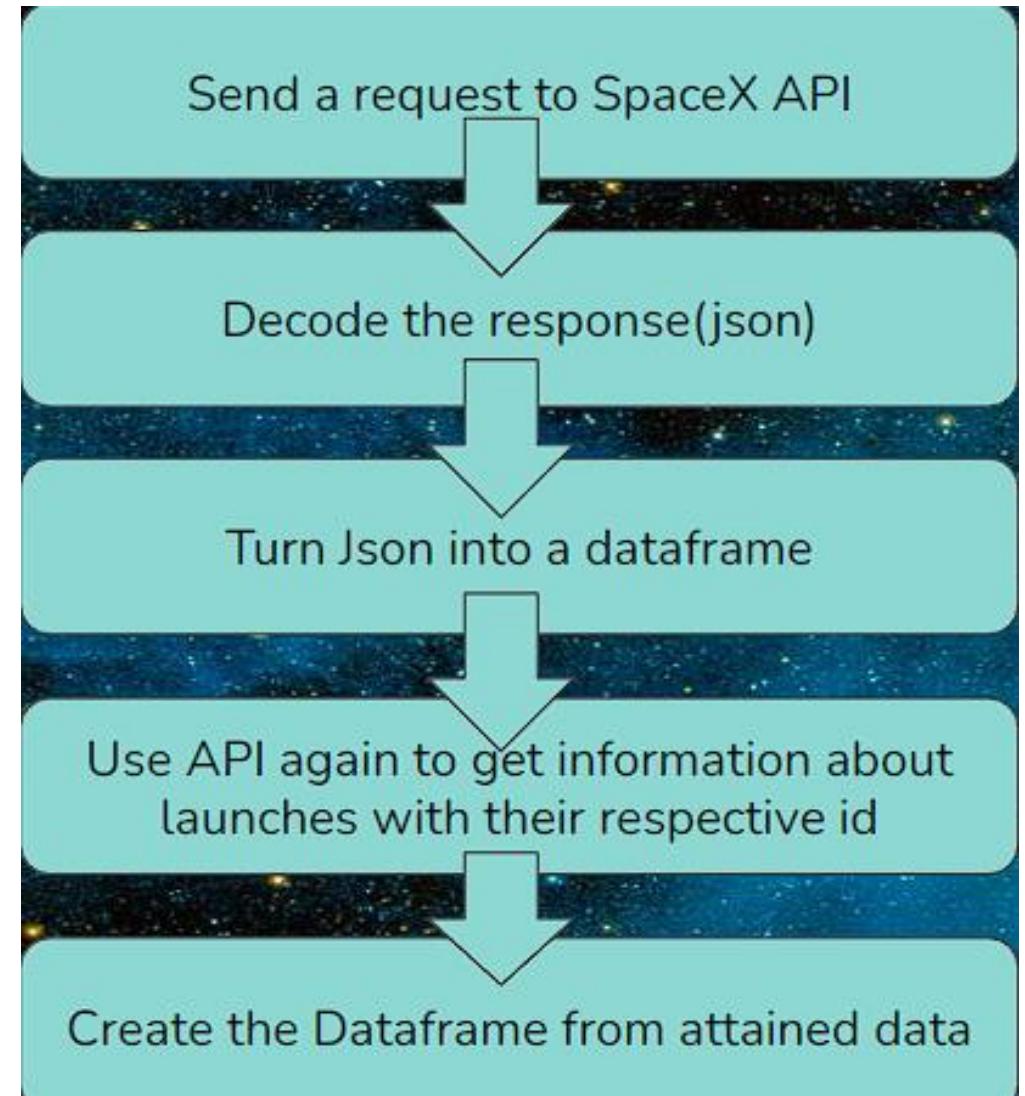 Send a request to SpaceX API
Decode the response(json)
Turn Json into a dataframe
Use API again to get information about
launches with their respective id
Create the Dataframe from attained data